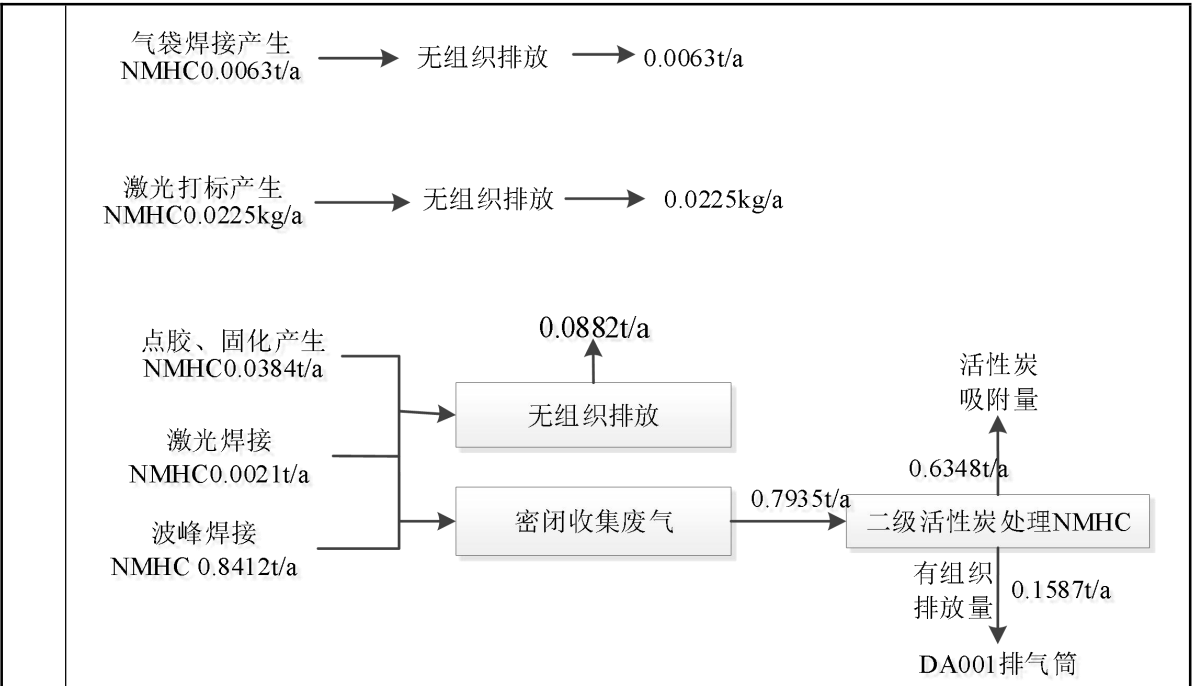 气袋焊接产生
NMHC0.0063t/a
无组织排放
0.0063t/a
激光打标产生
NMHC0.0225kg/a
无组织排放
0.0225kg/a
点胶、固化产生
NMHC0.0384t/a
激光焊接
NMHC0.0021t/a
波峰焊接
NMHC 0.8412t/a
0.0882t/a
无组织排放
密闭收集废气
0.7935t/a
活性炭
吸附量
0.6348t/a
二级活性炭处理NMHC
有组织
排放量
0.1587t/a
DA001排气筒